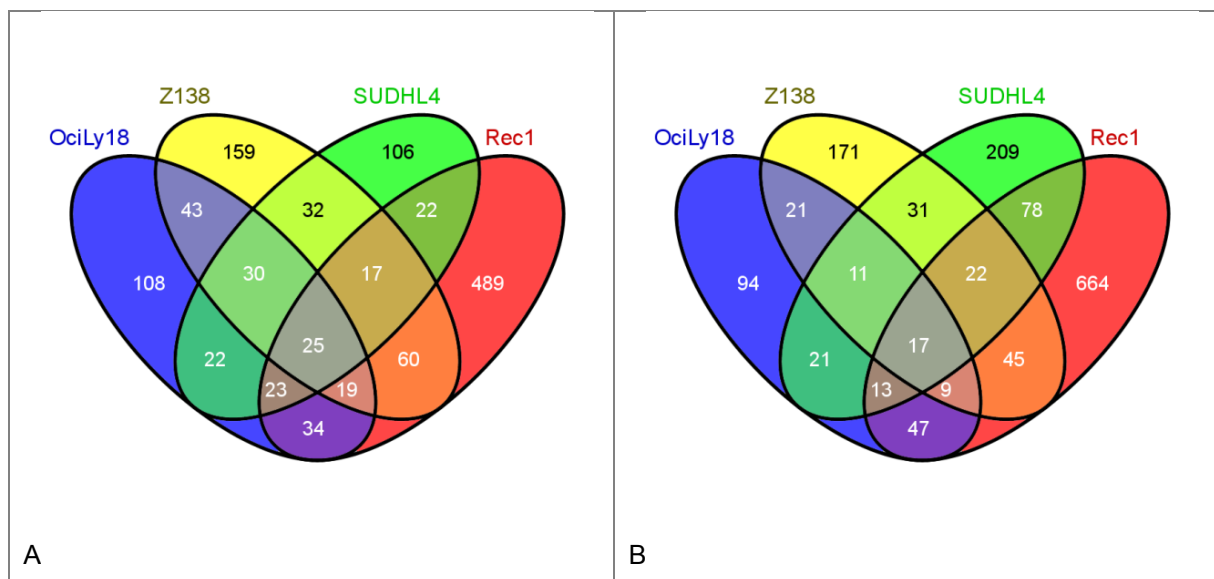 Z138 SUDHL4
OciLy18 Rec1
159 106
43 32 22
108 30 17 489
25
22 60
23 19
34
A
Z138 SUDHL4
OciLy18 Rec1
171 209
21 31 78
94 11 22 664
17
21 45
13 9
47
B